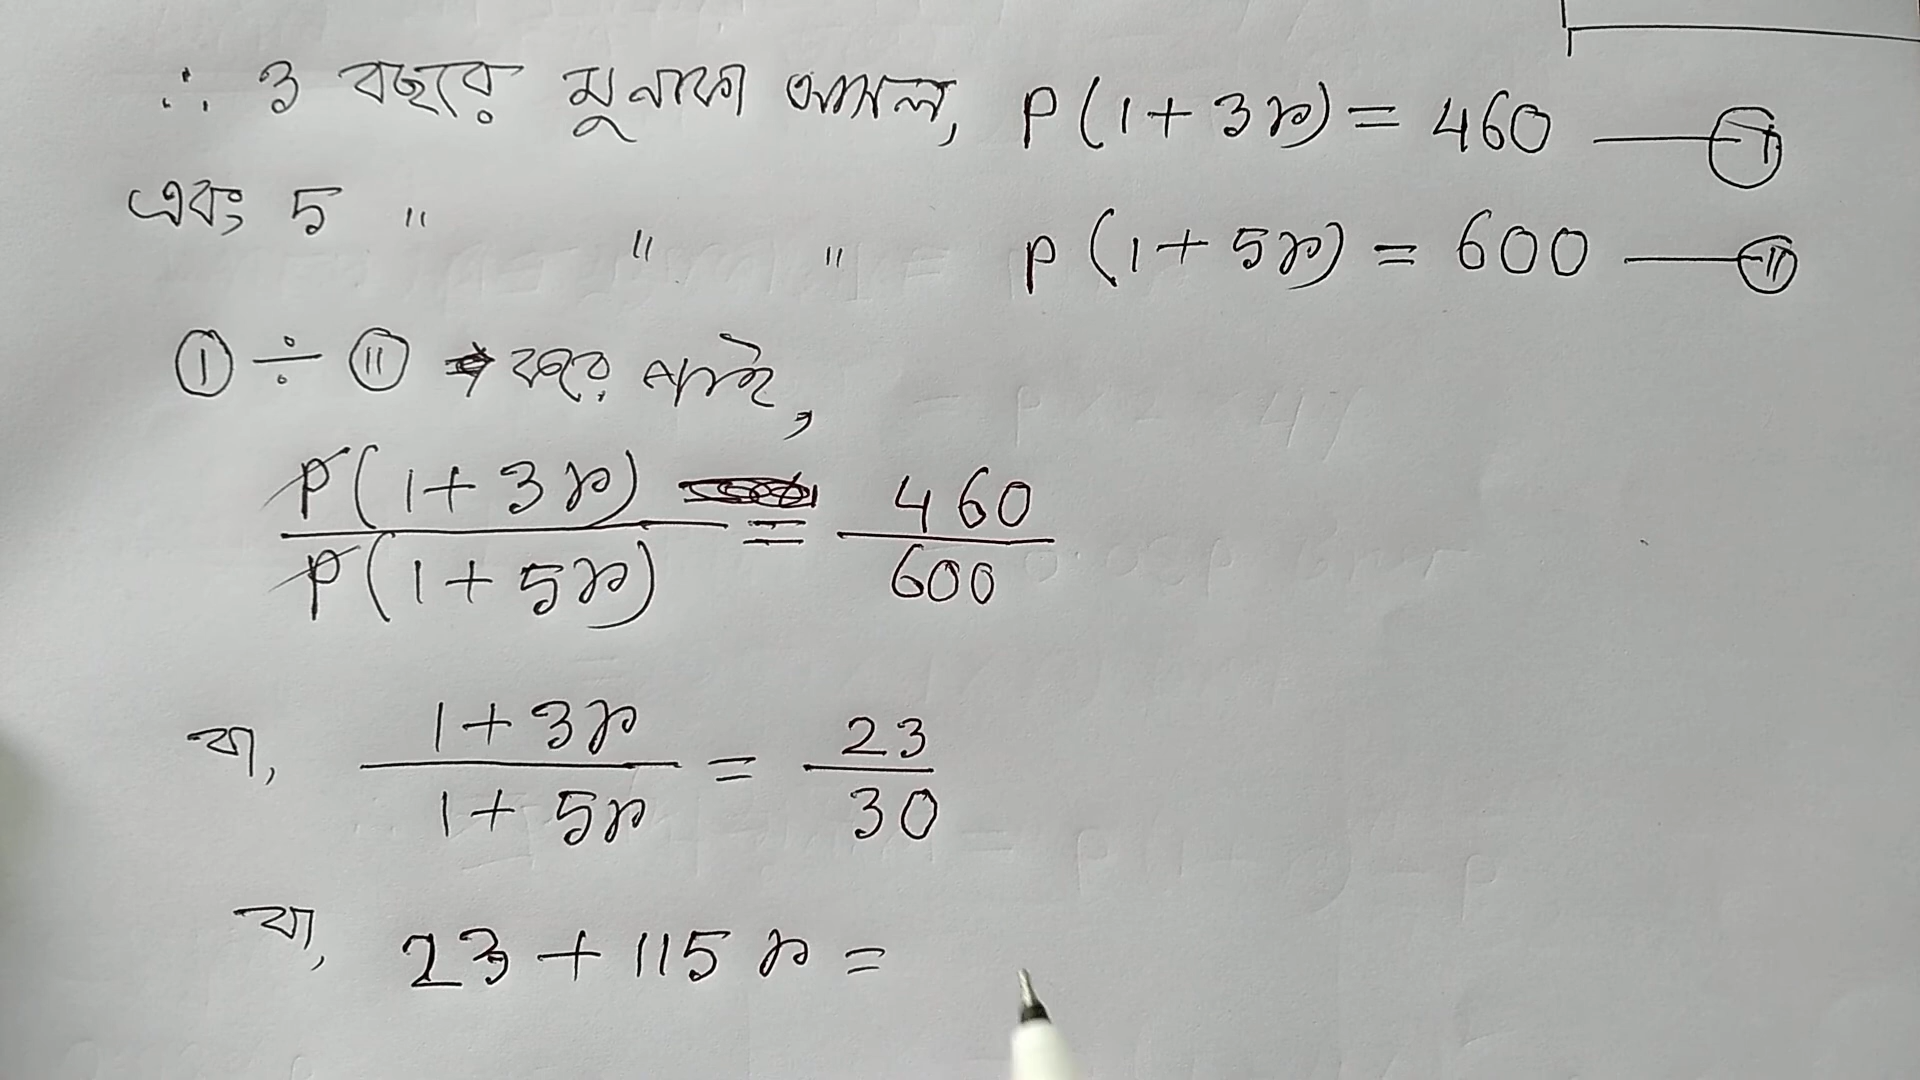 ∴ 3 বছরে মুনাফা আসল, P(1+3r) = 460 — (i)
এবং 5 " " " P(1+5r) = 600 — (ii)
(i) ÷ (ii) করে পাই,
P(1+3r) / P(1+5r) = 460 / 600
বা, 1+3r / 1+5r = 23 / 30
বা, 23 + 115r =